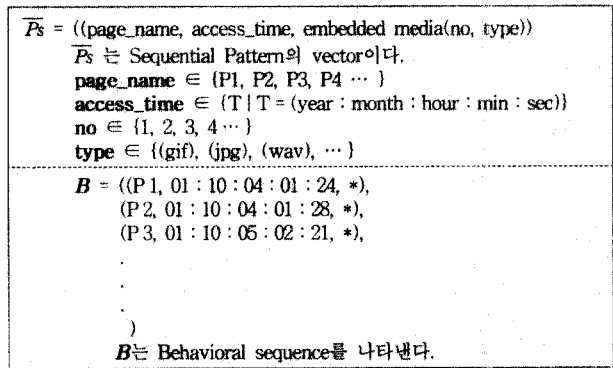 P̅s̅ = ((page_name, access_time, embedded media(no, type))
P̅s̅ 는 Sequential Pattern의 vector이다.
page_name ∈ {P1, P2, P3, P4 ··· }
access_time ∈ {T | T = (year : month : hour : min : sec)}
no ∈ {1, 2, 3, 4 ··· }
type ∈ {(gif), (jpg), (wav), ··· }
B = ((P 1, 01 : 10 : 04 : 01 : 24, *),
(P 2, 01 : 10 : 04 : 01 : 28, *),
(P 3, 01 : 10 : 05 : 02 : 21, *),
.
.
.
)
B는 Behavioral sequence를 나타낸다.